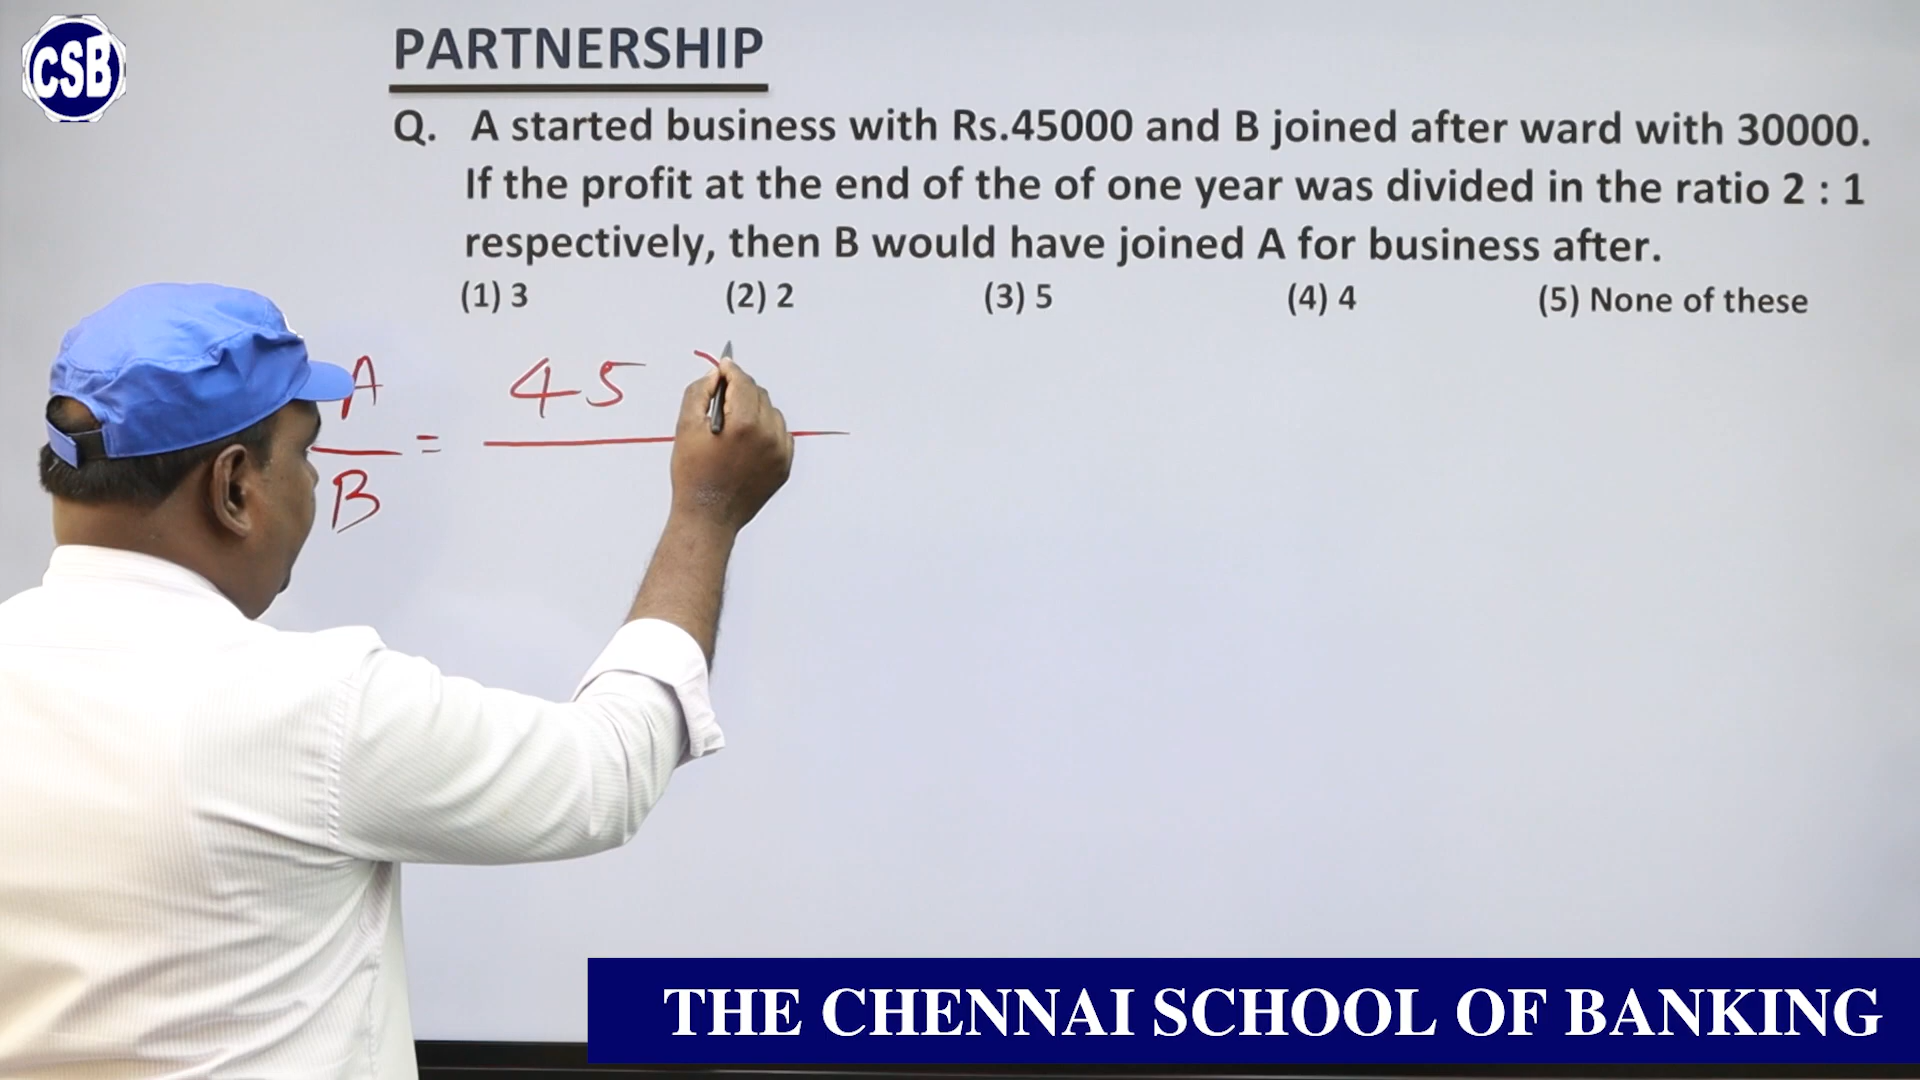 CSB
PARTNERSHIP
Q. A started business with Rs.45000 and B joined after ward with 30000.
If the profit at the end of the of one year was divided in the ratio 2 : 1
respectively, then B would have joined A for business after.
(1) 3 (2) 2 (3) 5 (4) 4 (5) None of these
A
B
=
45
THE CHENNAI SCHOOL OF BANKING